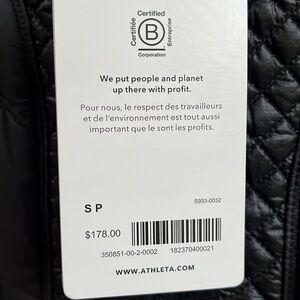 Certified
Certifiée
Entreprise
B
Corporation
We put people and planet
up there with profit.
Pour nous, le respect des travailleurs
et de l'environnement est tout aussi
important que le sont les profits.
S P
S933-0032
$178.00
350851-00-2-0002
182370400021
WWW.ATHLETA.COM